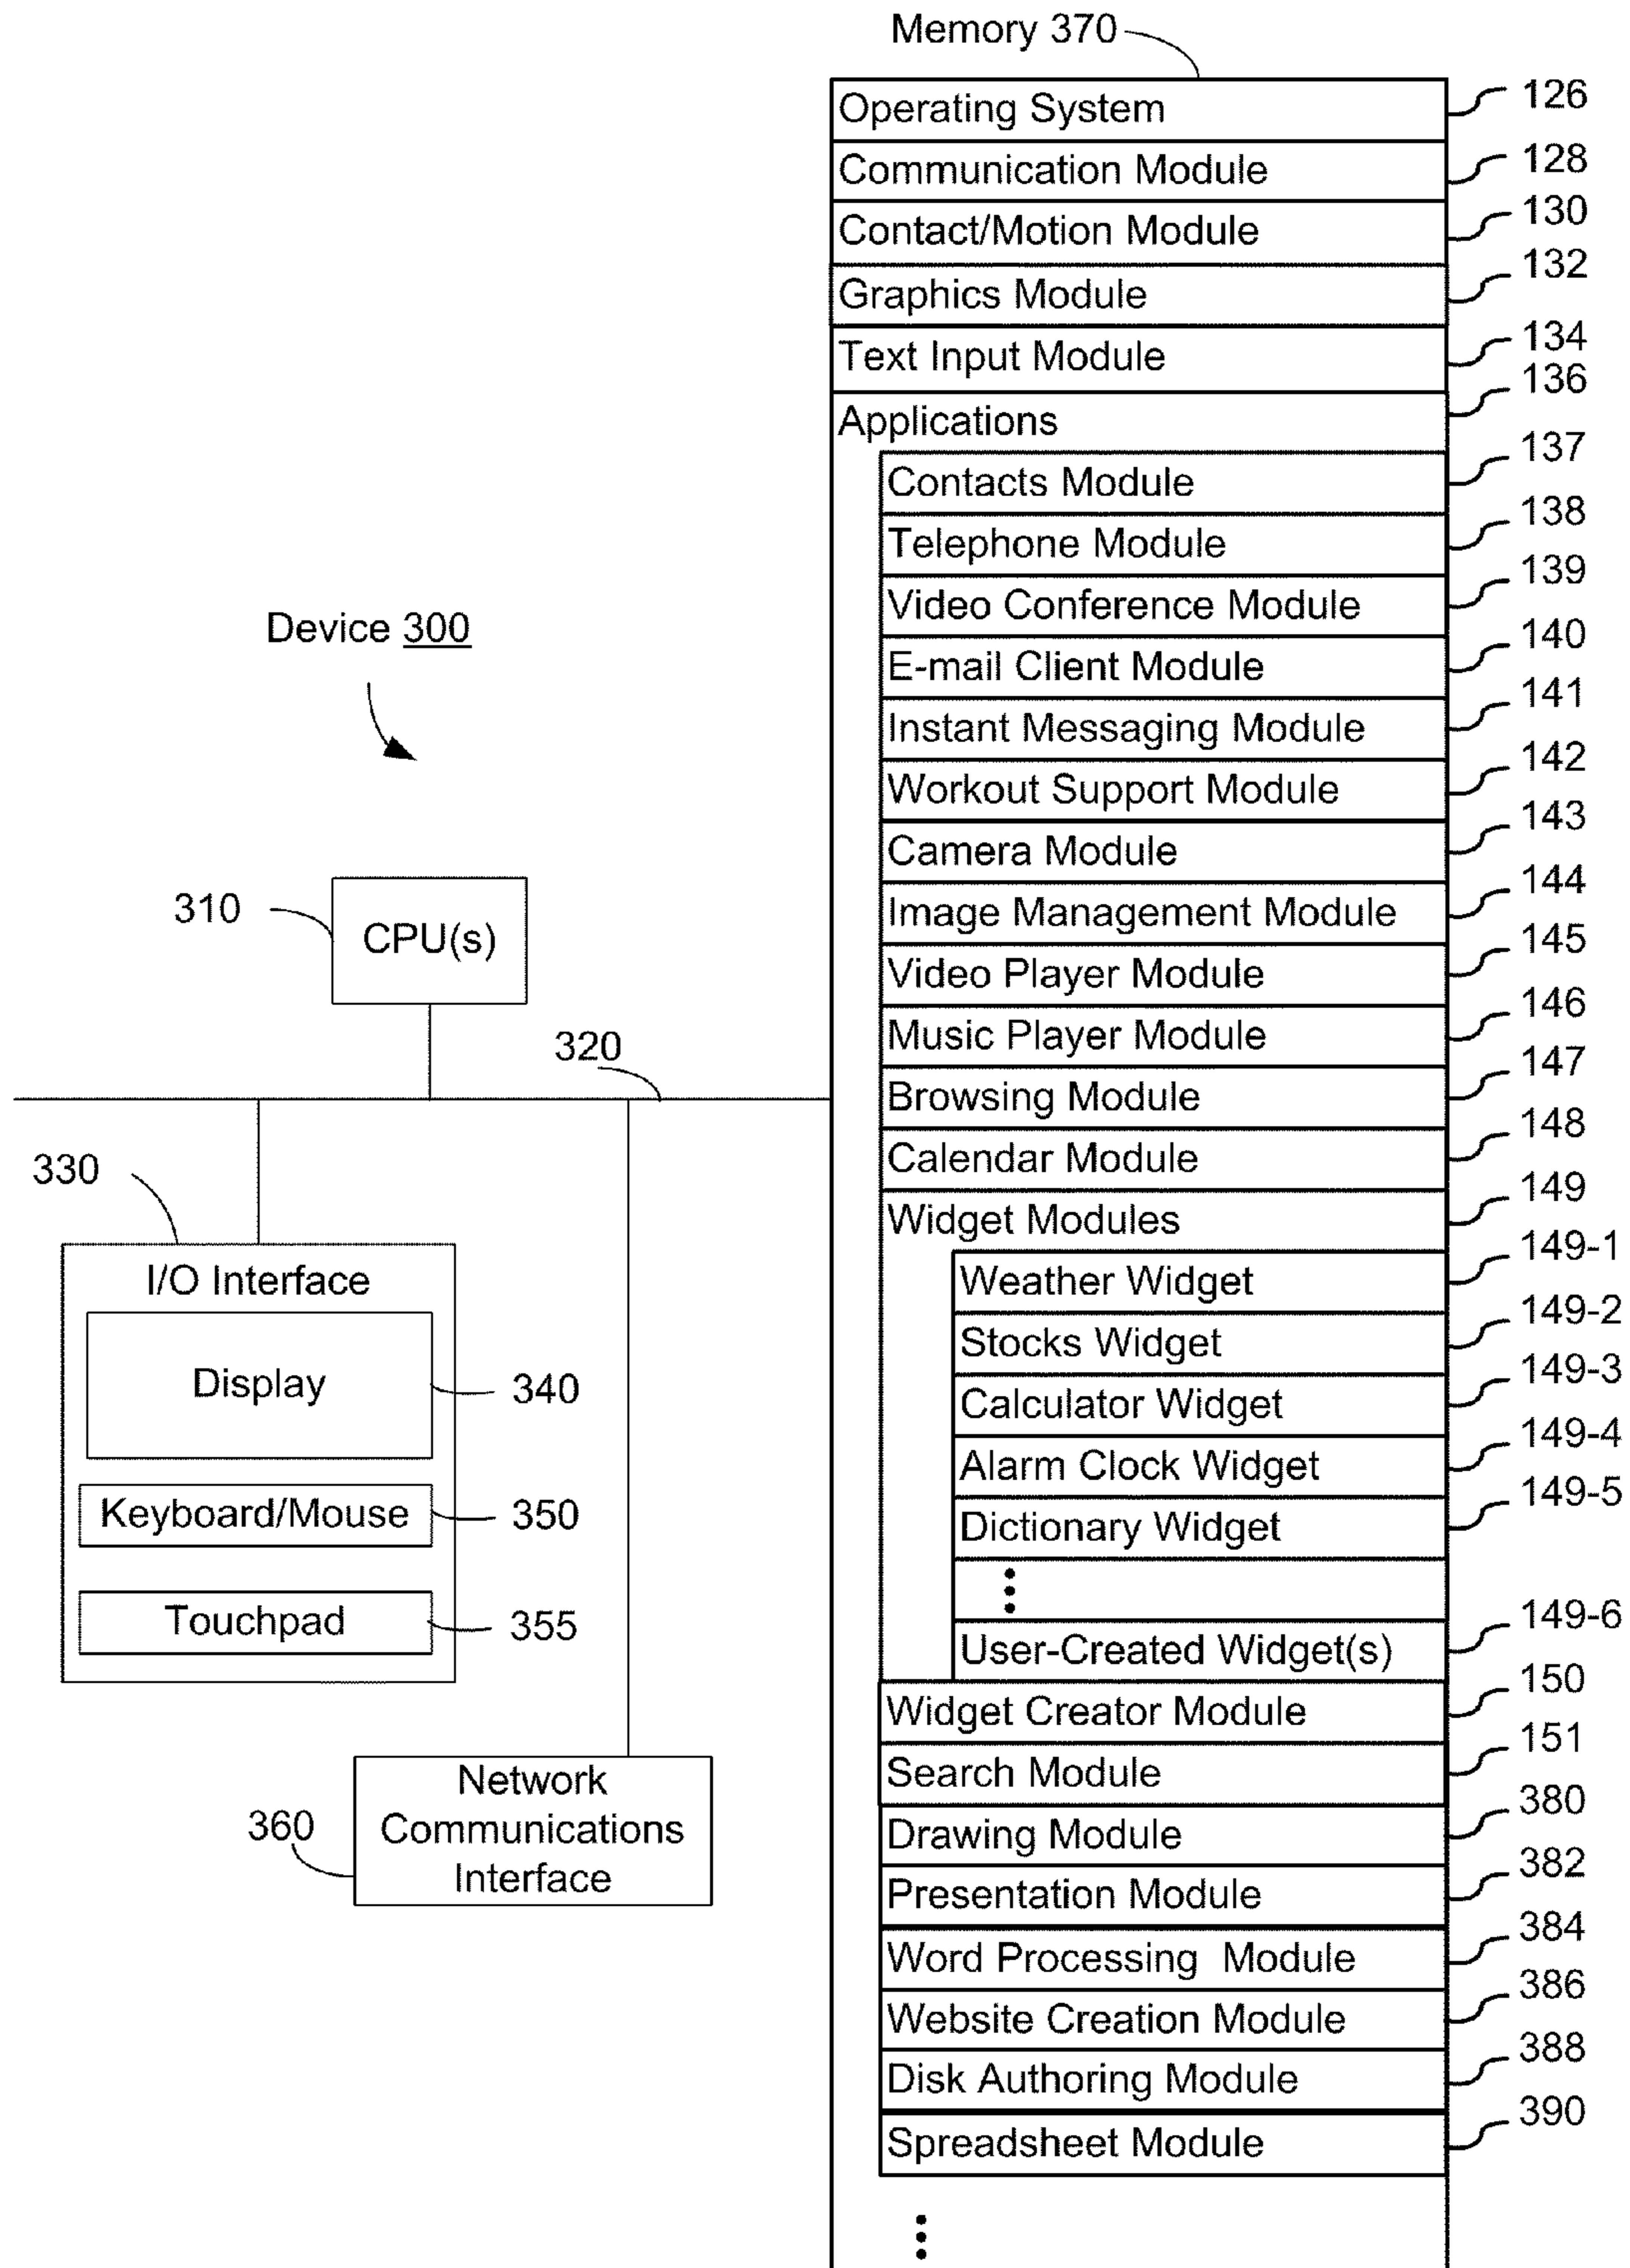 Memory 370
Operating System 126
Communication Module 128
Contact/Motion Module 130
Graphics Module 132
Text Input Module 134
Applications 136
Contacts Module 137
Telephone Module 138
Video Conference Module 139
E-mail Client Module 140
Instant Messaging Module 141
Workout Support Module 142
Camera Module 143
Image Management Module 144
Video Player Module 145
Music Player Module 146
Browsing Module 147
Calendar Module 148
Widget Modules 149
Weather Widget 149-1
Stocks Widget 149-2
Calculator Widget 149-3
Alarm Clock Widget 149-4
Dictionary Widget 149-5
User-Created Widget(s) 149-6
Widget Creator Module 150
Search Module 151
Drawing Module 380
Presentation Module 382
Word Processing Module 384
Website Creation Module 386
Disk Authoring Module 388
Spreadsheet Module 390
Device 300
310
CPU(s)
320
330
I/O Interface
Display 340
Keyboard/Mouse 350
Touchpad 355
360
Network
Communications
Interface